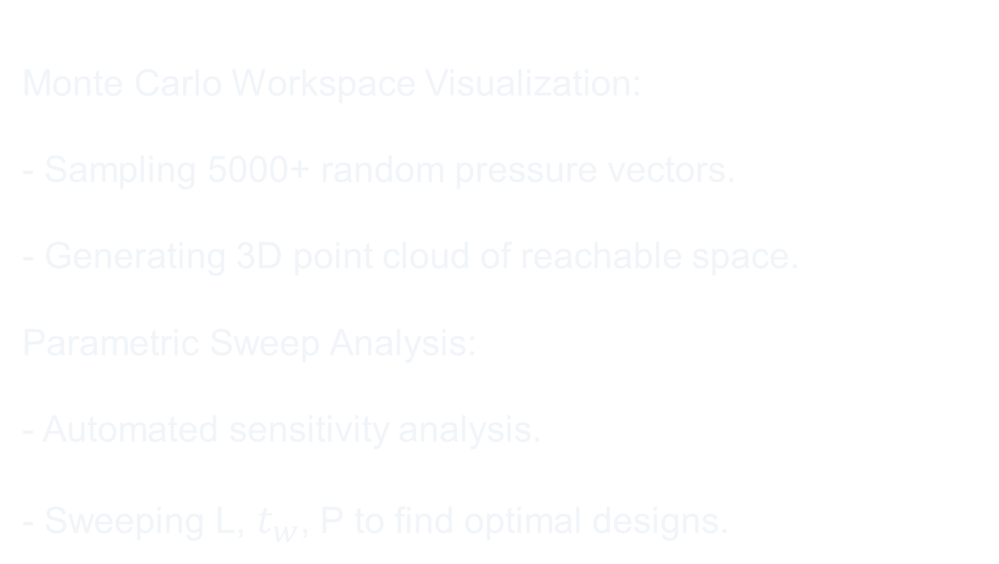 Monte Carlo Workspace Visualization:
- Sampling 5000+ random pressure vectors.
- Generating 3D point cloud of reachable space.
Parametric Sweep Analysis:
- Automated sensitivity analysis.
- Sweeping L, t_w, P to find optimal designs.